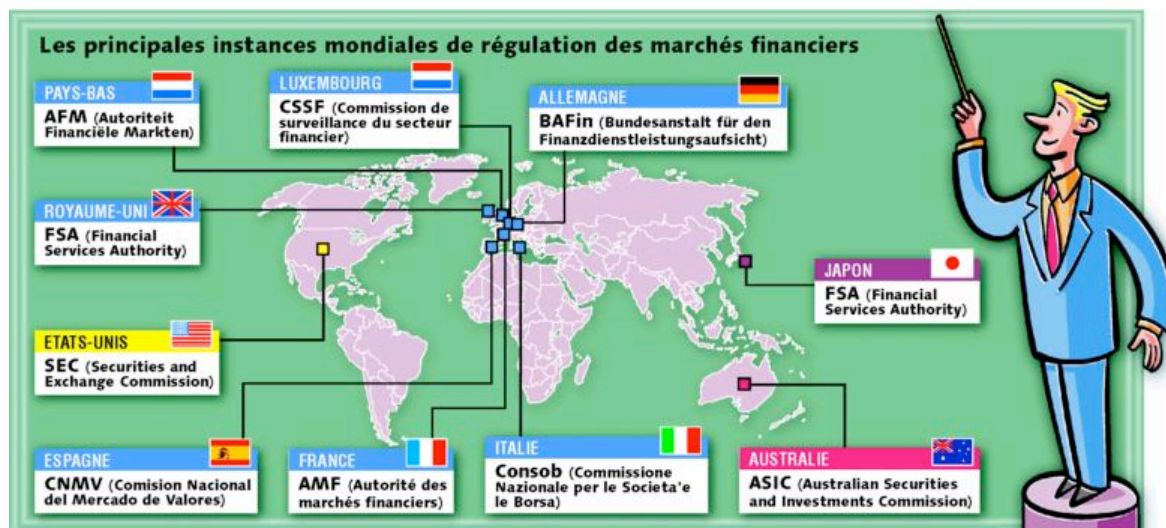 Les principales instances mondiales de régulation des marchés financiers
PAYS-BAS
AFM (Autoriteit
Financiële Markten)
LUXEMBOURG
CSSF (Commission de
surveillance du secteur
financier)
ALLEMAGNE
BAFin (Bundesanstalt für den
Finanzdienstleistungsaufsicht)
ROYAUME-UNI
FSA (Financial
Services Authority)
JAPON
FSA (Financial
Services Authority)
ETATS-UNIS
SEC (Securities and
Exchange Commission)
ESPAGNE
CNMV (Comision Nacional
del Mercado de Valores)
FRANCE
AMF (Autorité des
marchés financiers)
ITALIE
Consob (Commissione
Nazionale per le Societa'e
le Borsa)
AUSTRALIE
ASIC (Australian Securities
and Investments Commission)